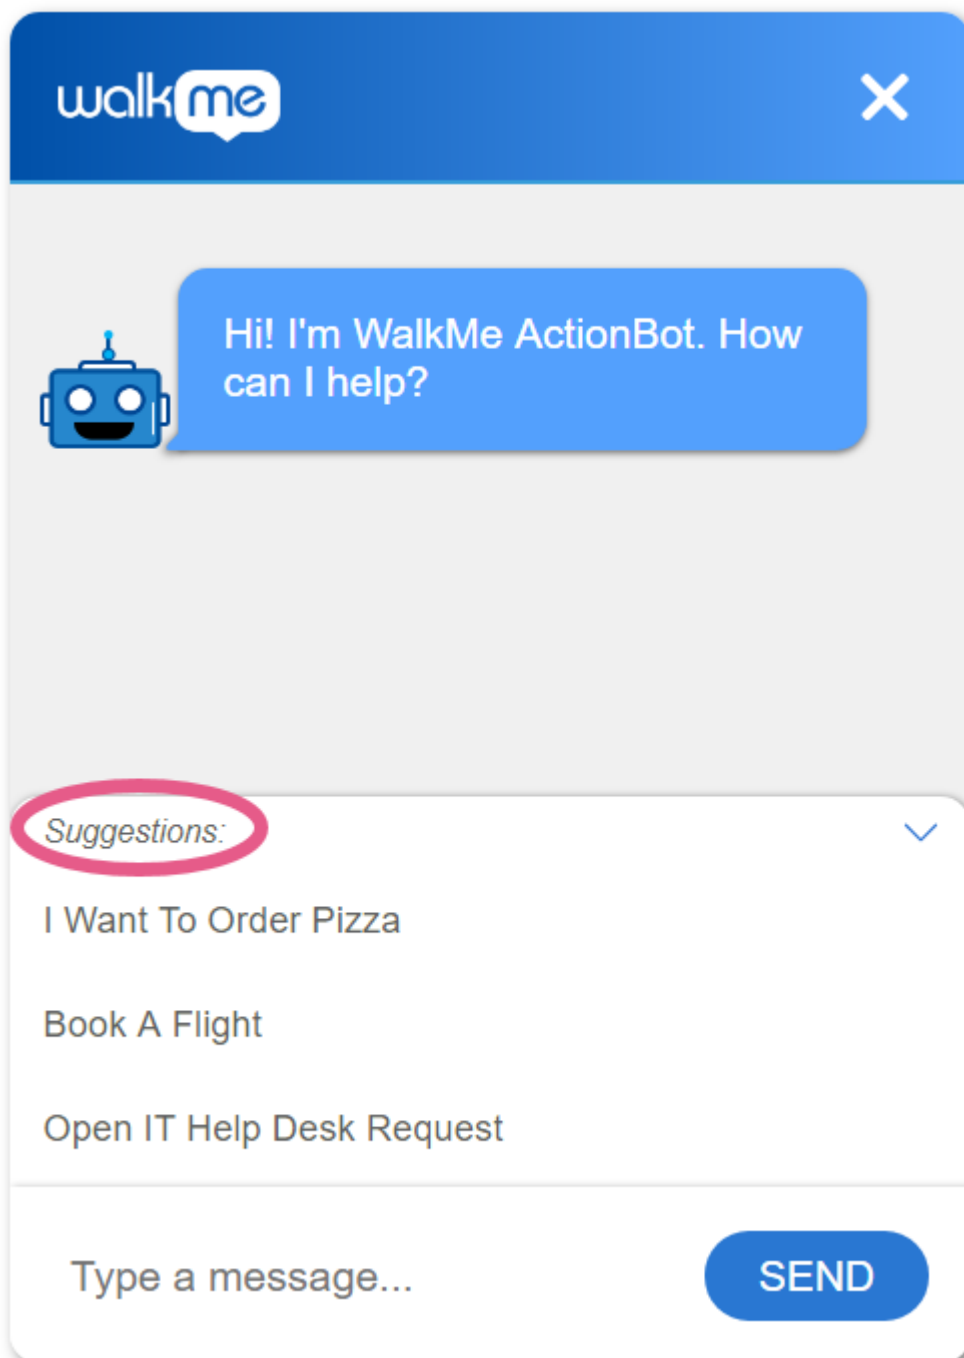 walkme
Hi! I'm WalkMe ActionBot. How
can I help?
Suggestions:
I Want To Order Pizza
Book A Flight
Open IT Help Desk Request
Type a message...
SEND